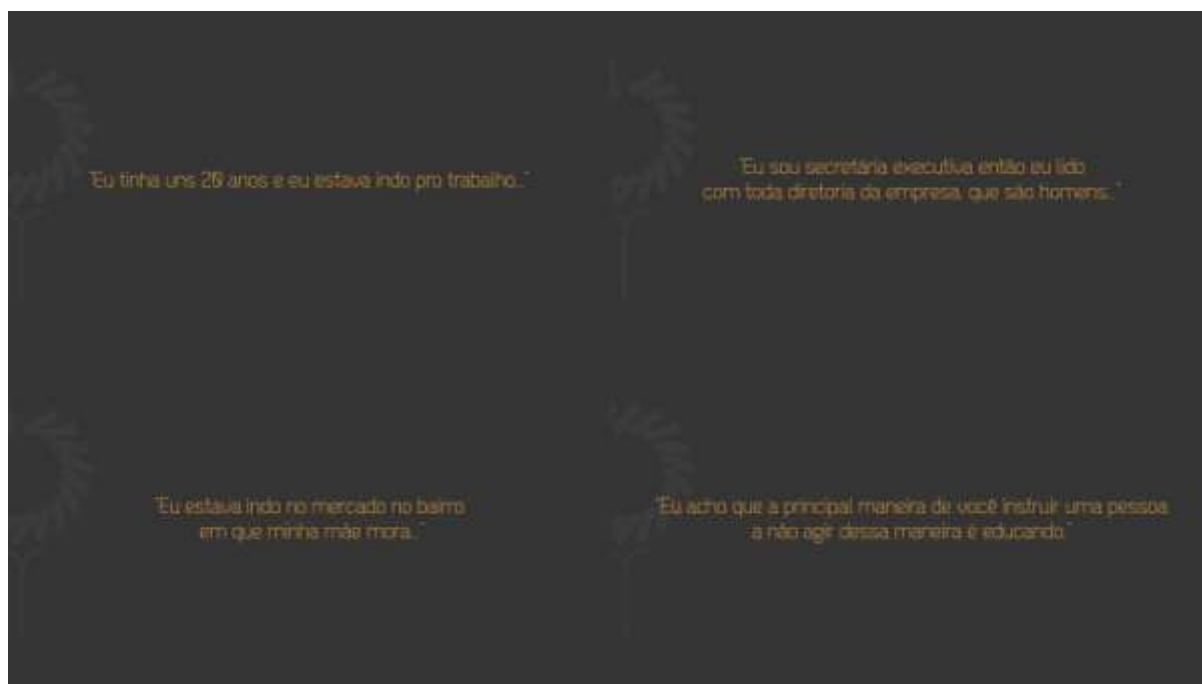 "Eu tinha uns 20 anos e eu estava indo pro trabalho..."
"Eu sou secretária executiva então eu lido
com toda diretoria da empresa, que são homens..."
"Eu estava indo no mercado no bairro
em que minha mãe mora..."
"Eu acho que a principal maneira de você instruir uma pessoa
a não agir dessa maneira é educando."